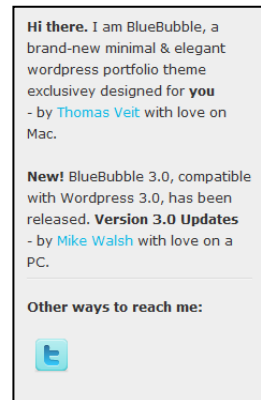 Hi there. I am BlueBubble, a
brand-new minimal & elegant
wordpress portfolio theme
exclusivey designed for you
- by Thomas Veit with love on
Mac.
New! BlueBubble 3.0, compatible
with Wordpress 3.0, has been
released. Version 3.0 Updates
- by Mike Walsh with love on a
PC.
Other ways to reach me:
t